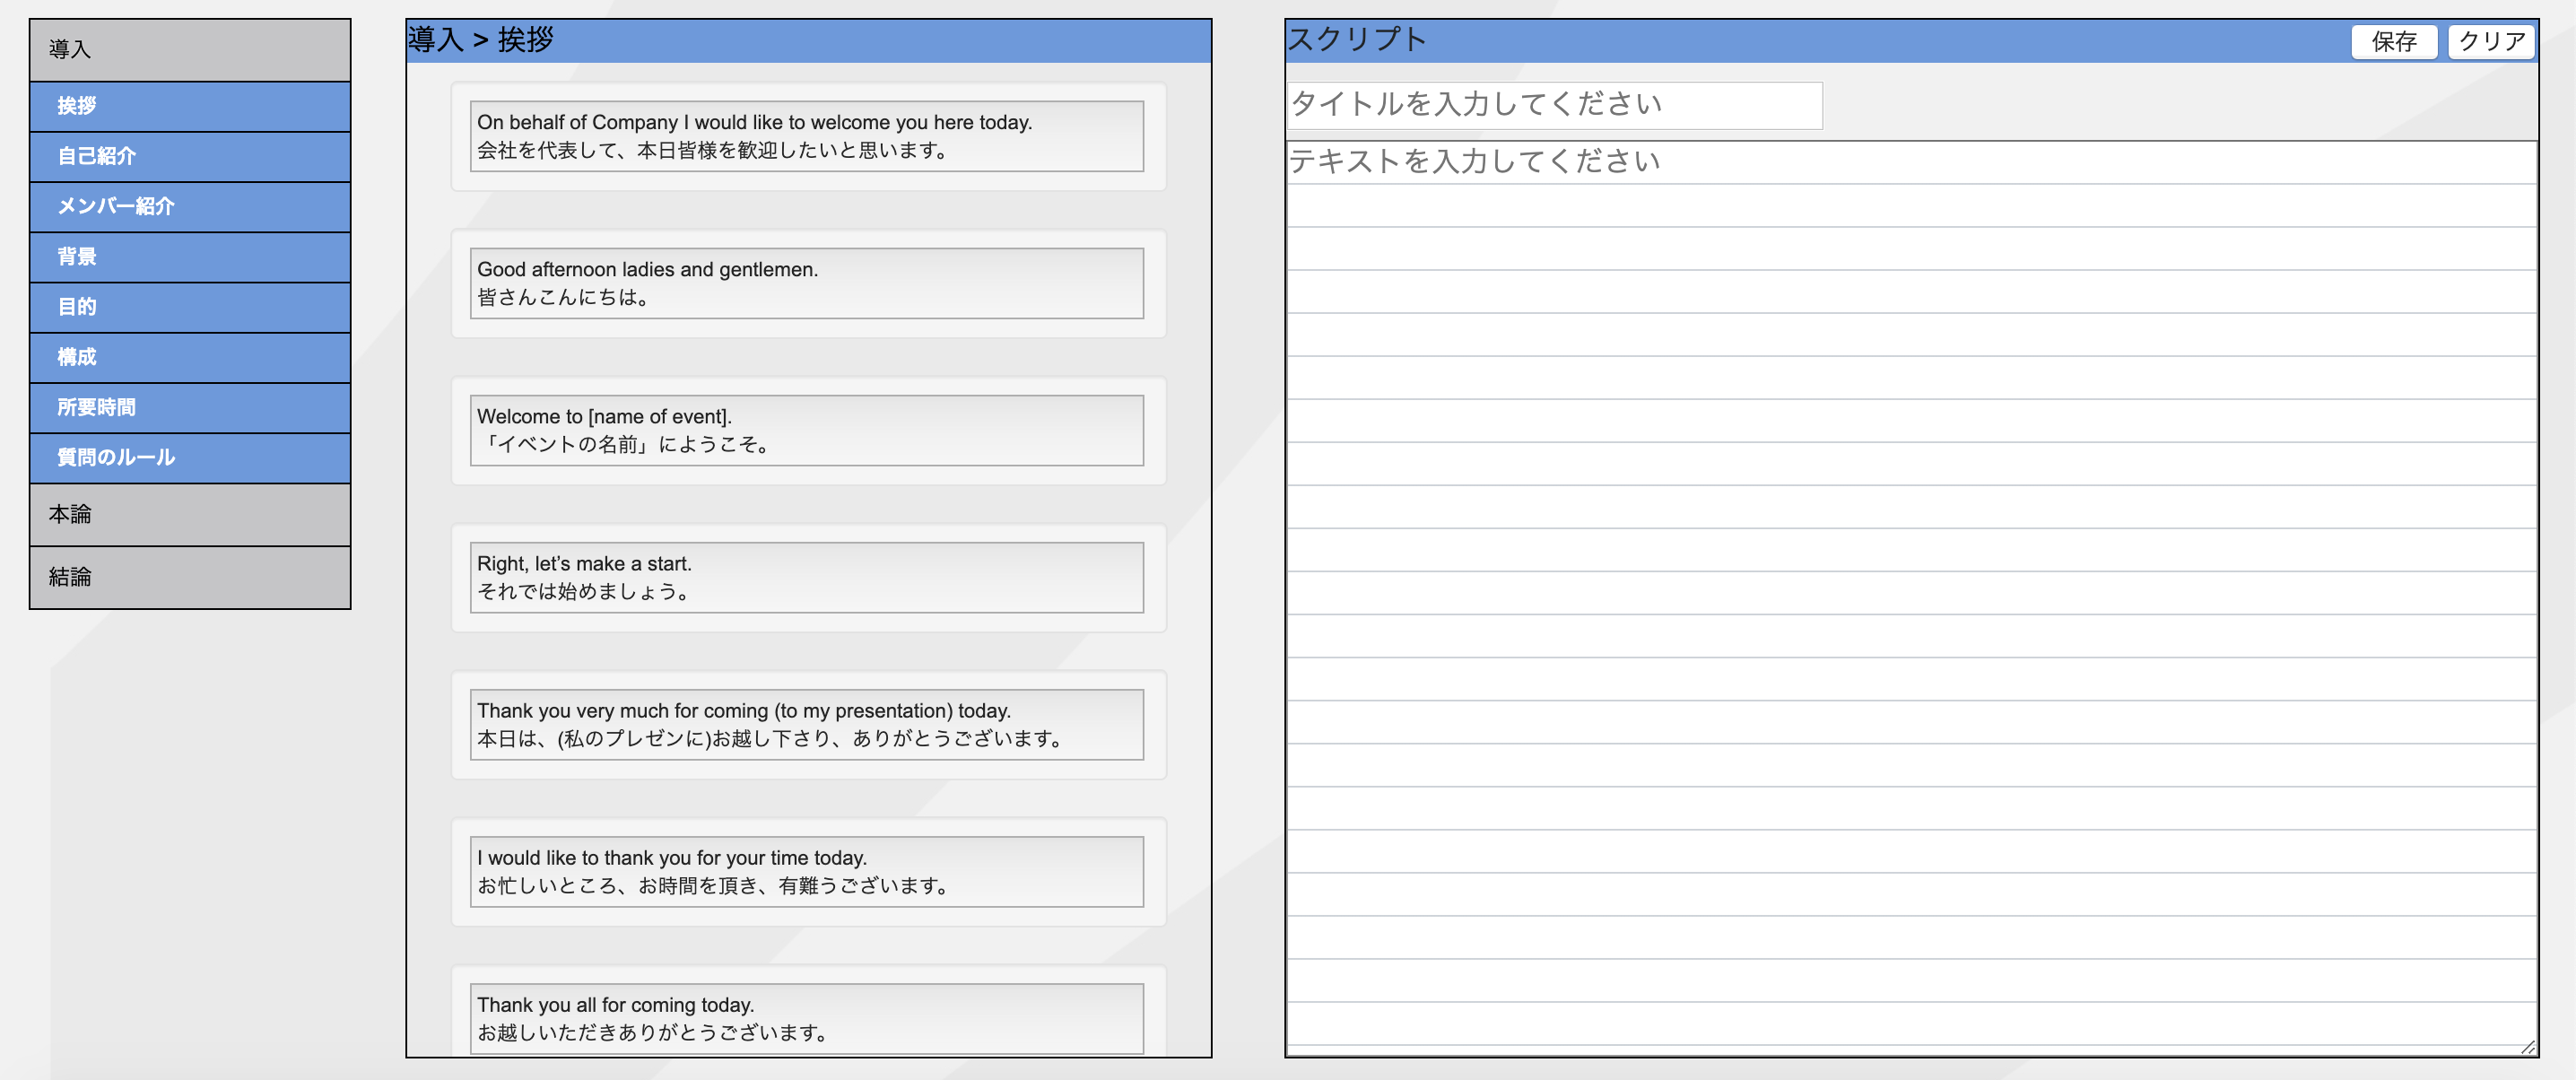 導入
挨拶
自己紹介
メンバー紹介
背景
目的
構成
所要時間
質問のルール
本論
結論
導入 > 挨拶
On behalf of Company I would like to welcome you here today.
会社を代表して、本日皆様を歓迎したいと思います。
Good afternoon ladies and gentlemen.
皆さんこんにちは。
Welcome to [name of event].
「イベントの名前」にようこそ。
Right, let’s make a start.
それでは始めましょう。
Thank you very much for coming (to my presentation) today.
本日は、(私のプレゼンに)お越し下さり、ありがとうございます。
I would like to thank you for your time today.
お忙しいところ、お時間を頂き、有難うございます。
Thank you all for coming today.
お越しいただきありがとうございます。
スクリプト
保存
クリア
タイトルを入力してください
テキストを入力してください